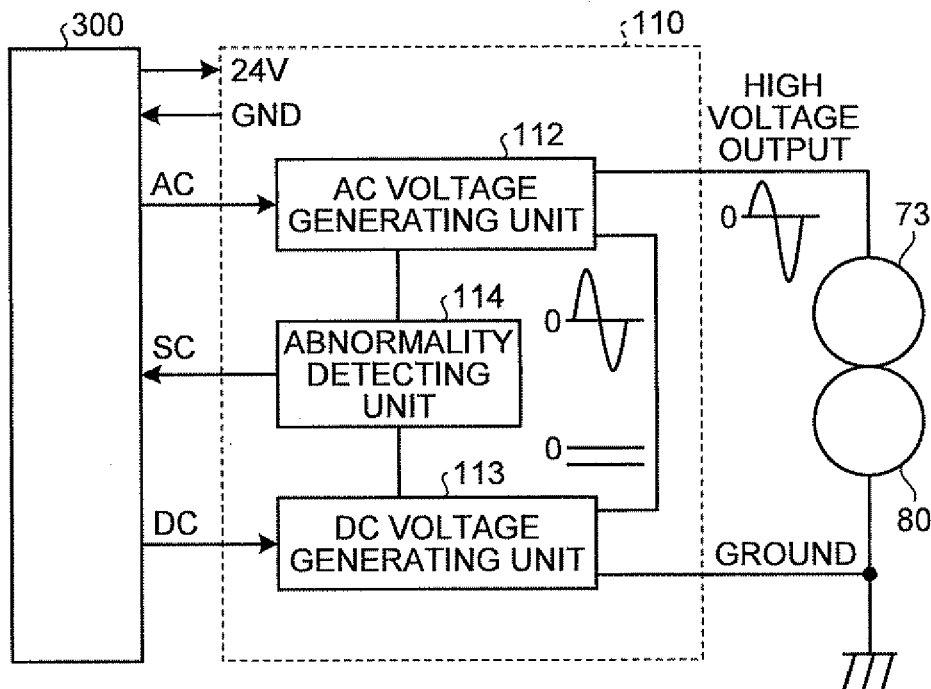 300
110
24V
GND
HIGH
VOLTAGE
OUTPUT
112
AC
AC VOLTAGE
GENERATING UNIT
0
73
114
0
SC
ABNORMALITY
DETECTING
UNIT
0
113
80
DC
DC VOLTAGE
GENERATING UNIT
GROUND